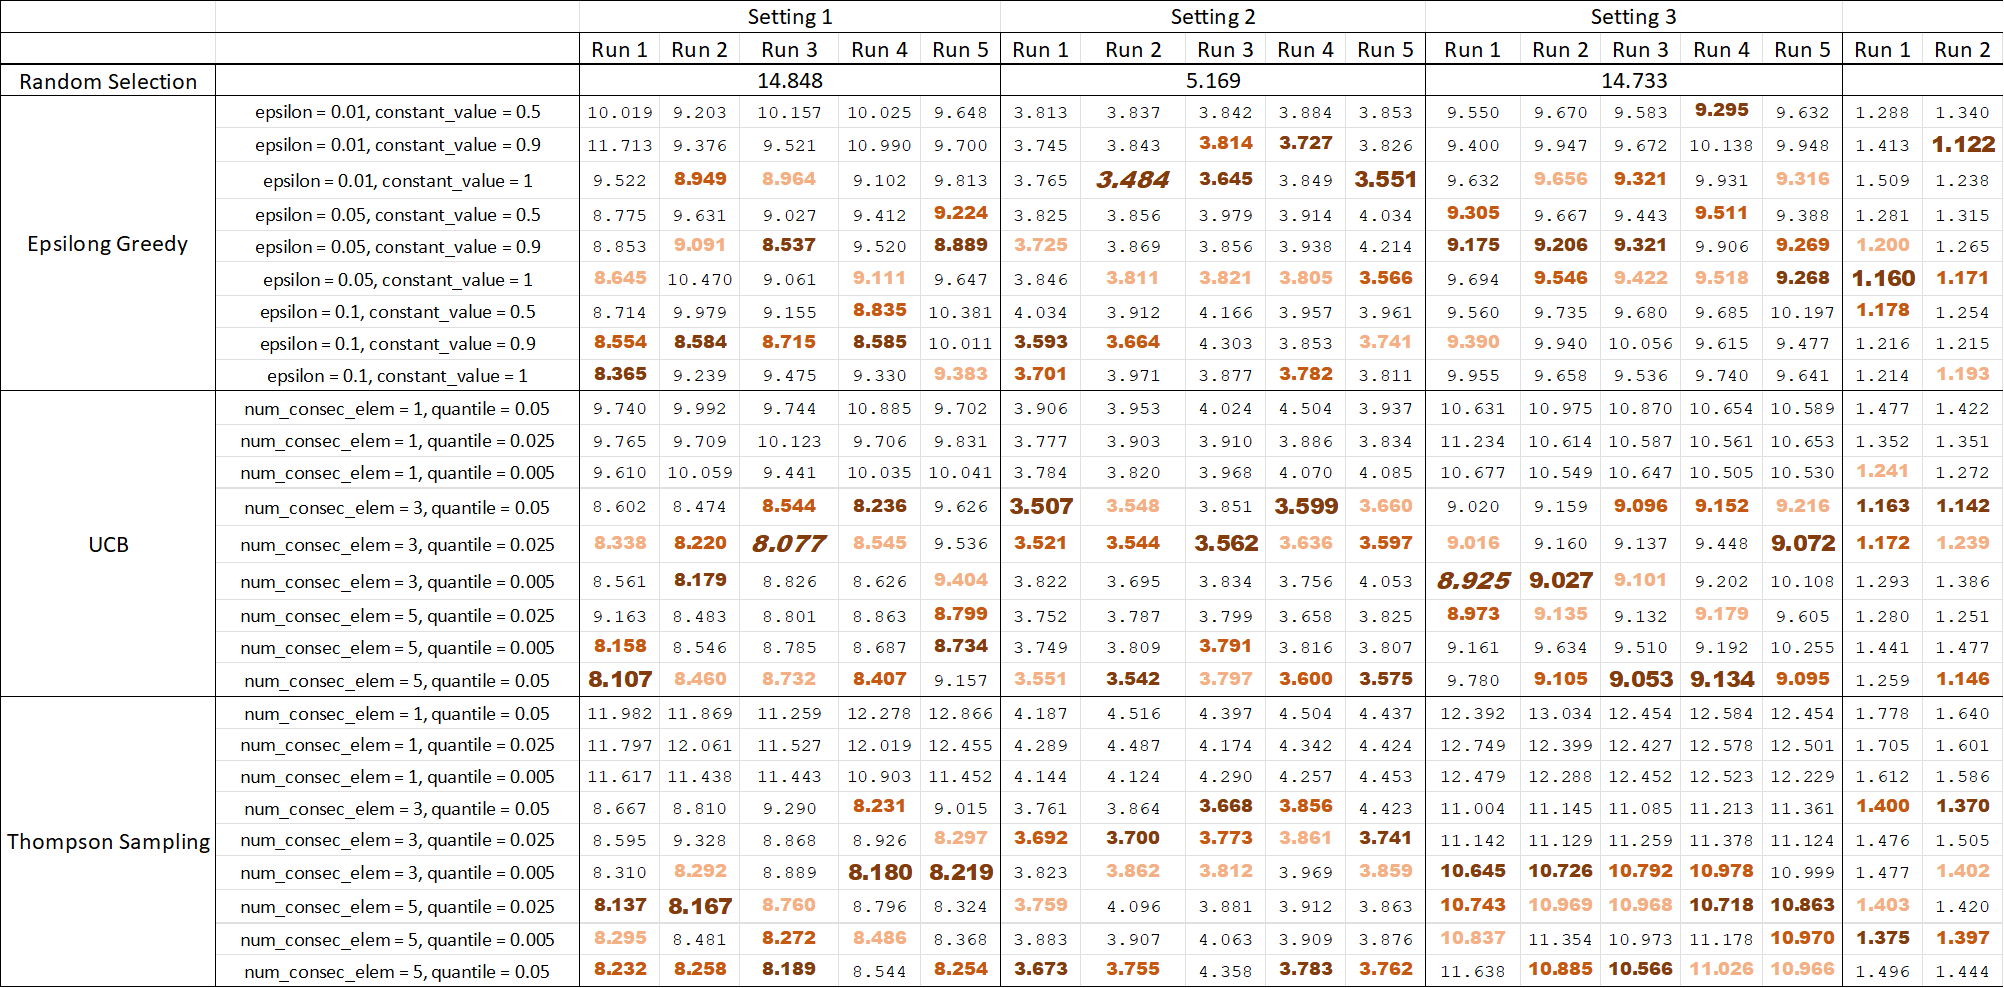 Setting 1 Setting 2 Setting 3
Run 1 Run 2 Run 3 Run 4 Run 5 Run 1 Run 2 Run 3 Run 4 Run 5 Run 1 Run 2 Run 3 Run 4 Run 5 Run 1 Run 2
Random Selection 14.848 5.169 14.733
epsilon = 0.01, constant_value = 0.5 10.019 9.203 10.157 10.025 9.648 3.813 3.837 3.842 3.884 3.853 9.550 9.670 9.583 9.295 9.632 1.288 1.340
epsilon = 0.01, constant_value = 0.9 11.713 9.376 9.521 10.990 9.700 3.745 3.843 3.814 3.727 3.826 9.400 9.947 9.672 10.138 9.948 1.413 1.122
epsilon = 0.01, constant_value = 1 9.522 8.949 8.964 9.102 9.813 3.765 3.484 3.645 3.849 3.551 9.632 9.656 9.321 9.931 9.316 1.509 1.238
epsilon = 0.05, constant_value = 0.5 8.775 9.631 9.027 9.412 9.224 3.825 3.856 3.979 3.914 4.034 9.305 9.667 9.443 9.511 9.388 1.281 1.315
Epsilong Greedy epsilon = 0.05, constant_value = 0.9 8.853 9.091 8.537 9.520 8.889 3.725 3.869 3.856 3.938 4.214 9.175 9.206 9.321 9.906 9.269 1.200 1.265
epsilon = 0.05, constant_value = 1 8.645 10.470 9.061 9.111 9.647 3.846 3.811 3.821 3.805 3.566 9.694 9.546 9.422 9.518 9.268 1.160 1.171
epsilon = 0.1, constant_value = 0.5 8.714 9.979 9.155 8.835 10.381 4.034 3.912 4.166 3.957 3.961 9.560 9.735 9.680 9.685 10.197 1.178 1.254
epsilon = 0.1, constant_value = 0.9 8.554 8.584 8.715 8.585 10.011 3.593 3.664 4.303 3.853 3.741 9.390 9.940 10.056 9.615 9.477 1.216 1.215
epsilon = 0.1, constant_value = 1 8.365 9.239 9.475 9.330 9.383 3.701 3.971 3.877 3.782 3.811 9.955 9.658 9.536 9.740 9.641 1.214 1.193
num_consec_elem = 1, quantile = 0.05 9.740 9.992 9.744 10.885 9.702 3.906 3.953 4.024 4.504 3.937 10.631 10.975 10.870 10.654 10.589 1.477 1.422
num_consec_elem = 1, quantile = 0.025 9.765 9.709 10.123 9.706 9.831 3.777 3.903 3.910 3.886 3.834 11.234 10.614 10.587 10.561 10.653 1.352 1.351
num_consec_elem = 1, quantile = 0.005 9.610 10.059 9.441 10.035 10.041 3.784 3.820 3.968 4.070 4.085 10.677 10.549 10.647 10.505 10.530 1.241 1.272
num_consec_elem = 3, quantile = 0.05 8.602 8.474 8.544 8.236 9.626 3.507 3.548 3.851 3.599 3.660 9.020 9.159 9.096 9.152 9.216 1.163 1.142
UCB num_consec_elem = 3, quantile = 0.025 8.338 8.220 8.077 8.545 9.536 3.521 3.544 3.562 3.636 3.597 9.016 9.160 9.137 9.448 9.072 1.172 1.239
num_consec_elem = 3, quantile = 0.005 8.561 8.179 8.826 8.626 9.404 3.822 3.695 3.834 3.756 4.053 8.925 9.027 9.101 9.202 10.108 1.293 1.386
num_consec_elem = 5, quantile = 0.025 9.163 8.483 8.801 8.863 8.799 3.752 3.787 3.799 3.658 3.825 8.973 9.135 9.132 9.179 9.605 1.280 1.251
num_consec_elem = 5, quantile = 0.005 8.158 8.546 8.785 8.687 8.734 3.749 3.809 3.791 3.816 3.807 9.161 9.634 9.510 9.192 10.255 1.441 1.477
num_consec_elem = 5, quantile = 0.05 8.107 8.460 8.732 8.407 9.157 3.551 3.542 3.797 3.600 3.575 9.780 9.105 9.053 9.134 9.095 1.259 1.146
num_consec_elem = 1, quantile = 0.05 11.982 11.869 11.259 12.278 12.866 4.187 4.516 4.397 4.504 4.437 12.392 13.034 12.454 12.584 12.454 1.778 1.640
num_consec_elem = 1, quantile = 0.025 11.797 12.061 11.527 12.019 12.455 4.289 4.487 4.174 4.342 4.424 12.749 12.399 12.427 12.578 12.501 1.705 1.601
num_consec_elem = 1, quantile = 0.005 11.617 11.438 11.443 10.903 11.452 4.144 4.124 4.290 4.257 4.453 12.479 12.288 12.452 12.523 12.229 1.612 1.586
num_consec_elem = 3, quantile = 0.05 8.667 8.810 9.290 8.231 9.015 3.761 3.864 3.668 3.856 4.423 11.004 11.145 11.085 11.213 11.361 1.400 1.370
Thompson Sampling num_consec_elem = 3, quantile = 0.025 8.595 9.328 8.868 8.926 8.297 3.692 3.700 3.773 3.861 3.741 11.142 11.129 11.259 11.378 11.124 1.476 1.505
num_consec_elem = 3, quantile = 0.005 8.310 8.292 8.889 8.180 8.219 3.823 3.862 3.812 3.969 3.859 10.645 10.726 10.792 10.978 10.999 1.477 1.402
num_consec_elem = 5, quantile = 0.025 8.137 8.167 8.760 8.796 8.324 3.759 4.096 3.881 3.912 3.863 10.743 10.969 10.968 10.718 10.863 1.403 1.420
num_consec_elem = 5, quantile = 0.005 8.295 8.481 8.272 8.486 8.368 3.883 3.907 4.063 3.909 3.876 10.837 11.354 10.973 11.178 10.970 1.375 1.397
num_consec_elem = 5, quantile = 0.05 8.232 8.258 8.189 8.544 8.254 3.673 3.755 4.358 3.783 3.762 11.638 10.885 10.566 11.026 10.966 1.496 1.444